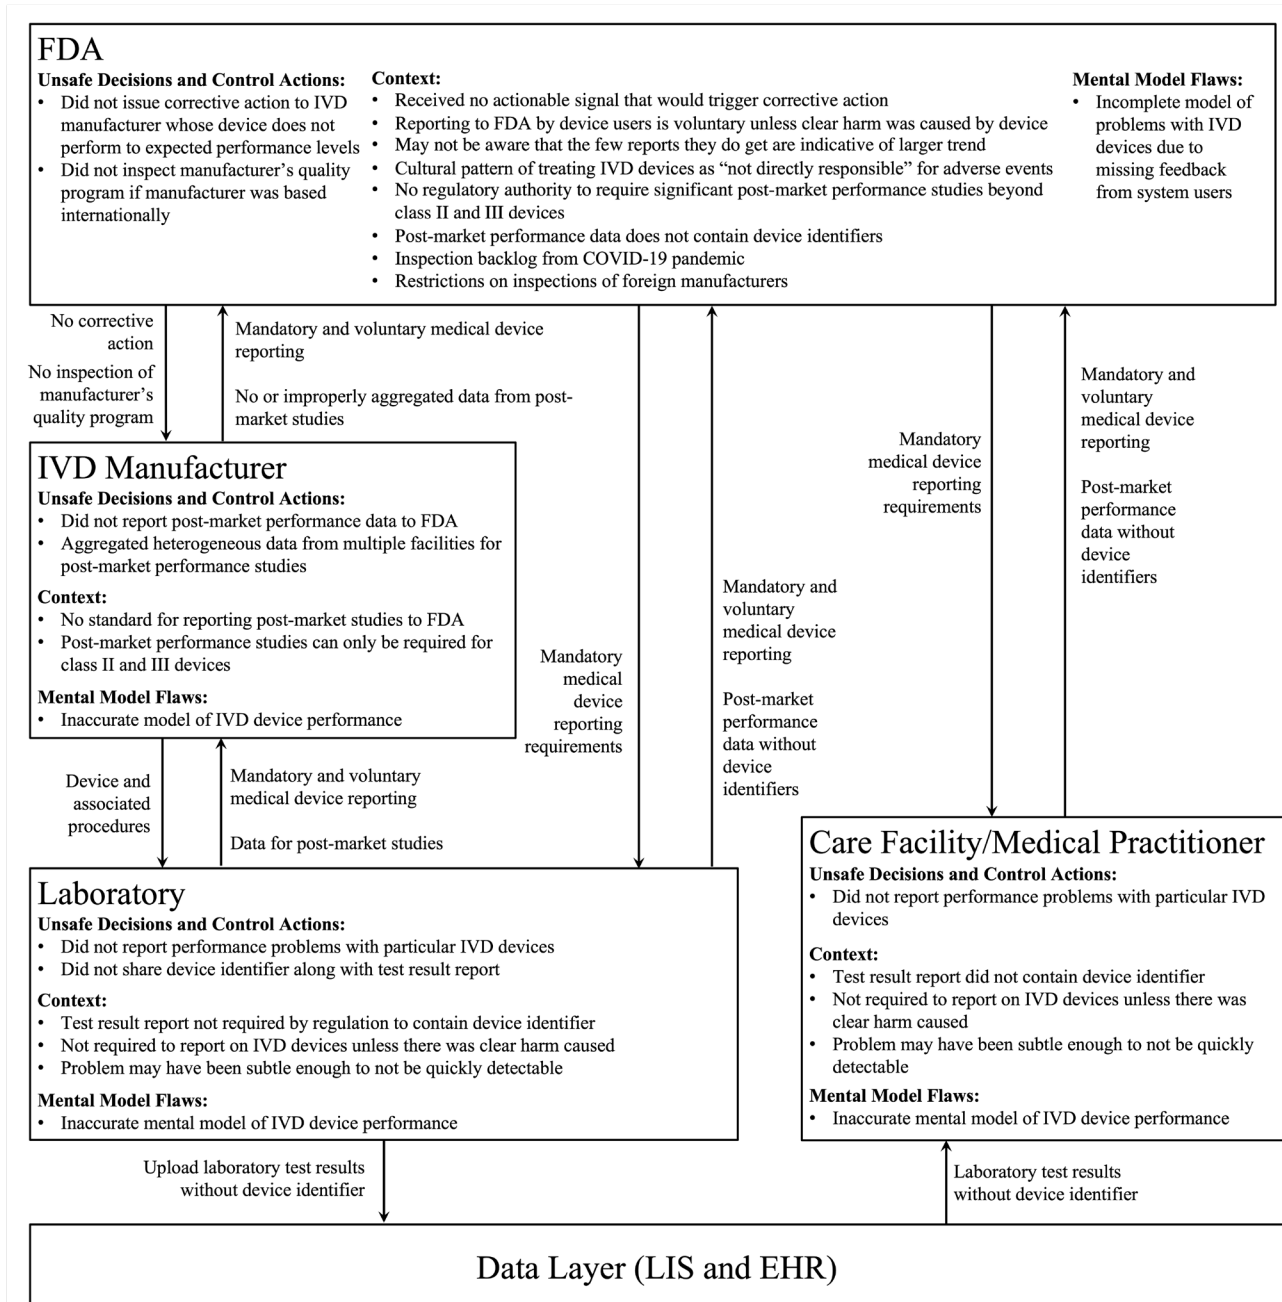 FDA
Unsafe Decisions and Control Actions:
• Did not issue corrective action to IVD
manufacturer whose device does not
perform to expected performance levels
• Did not inspect manufacturer’s quality
program if manufacturer was based
internationally
Context:
• Received no actionable signal that would trigger corrective action
• Reporting to FDA by device users is voluntary unless clear harm was caused by device
• May not be aware that the few reports they do get are indicative of larger trend
• Cultural pattern of treating IVD devices as “not directly responsible” for adverse events
• No regulatory authority to require significant post-market performance studies beyond
class II and III devices
• Post-market performance data does not contain device identifiers
• Inspection backlog from COVID-19 pandemic
• Restrictions on inspections of foreign manufacturers
Mental Model Flaws:
• Incomplete model of
problems with IVD
devices due to
missing feedback
from system users
No corrective
action
No inspection of
manufacturer’s
quality program
Mandatory and voluntary medical device
reporting
No or improperly aggregated data from post-
market studies
IVD Manufacturer
Unsafe Decisions and Control Actions:
• Did not report post-market performance data to FDA
• Aggregated heterogeneous data from multiple facilities for
post-market performance studies
Context:
• No standard for reporting post-market studies to FDA
• Post-market performance studies can only be required for
class II and III devices
Mental Model Flaws:
• Inaccurate model of IVD device performance
Device and
associated
procedures
Mandatory and voluntary
medical device reporting
Data for post-market studies
Mandatory
medical
device
reporting
requirements
Mandatory and
voluntary
medical device
reporting
Post-market
performance
data without
device
identifiers
Mandatory
medical device
reporting
requirements
Mandatory and
voluntary
medical device
reporting
Post-market
performance
data without
device
identifiers
Laboratory
Unsafe Decisions and Control Actions:
• Did not report performance problems with particular IVD devices
• Did not share device identifier along with test result report
Context:
• Test result report not required by regulation to contain device identifier
• Not required to report on IVD devices unless there was clear harm caused
• Problem may have been subtle enough to not be quickly detectable
Mental Model Flaws:
• Inaccurate mental model of IVD device performance
Care Facility/Medical Practitioner
Unsafe Decisions and Control Actions:
• Did not report performance problems with particular IVD
devices
Context:
• Test result report did not contain device identifier
• Not required to report on IVD devices unless there was
clear harm caused
• Problem may have been subtle enough to not be quickly
detectable
Mental Model Flaws:
• Inaccurate mental model of IVD device performance
Upload laboratory test results
without device identifier
Laboratory test results
without device identifier
Data Layer (LIS and EHR)